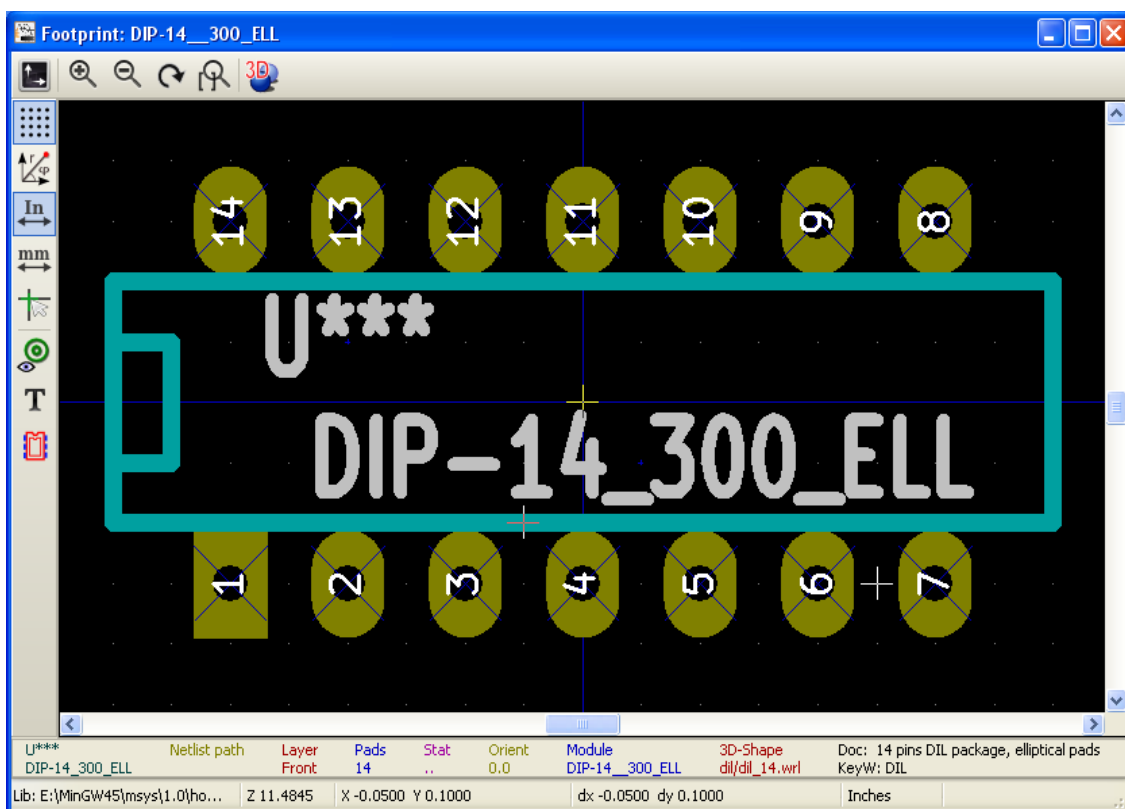 Footprint: DIP-14__300_ELL
3D
In
mm
T
14 13 12 11 10 9 8
U***
DIP-14_300_ELL
1 2 3 4 5 6 7
U*** Netlist path Layer Pads Stat Orient Module 3D-Shape Doc: 14 pins DIL package, elliptical pads
DIP-14_300_ELL Front 14 .. 0.0 DIP-14__300_ELL dil/dil_14.wrl KeyW: DIL
Lib: E:\MinGW45\msys\1.0\ho... Z 11.4845 X -0.0500 Y 0.1000 dx -0.0500 dy 0.1000 Inches